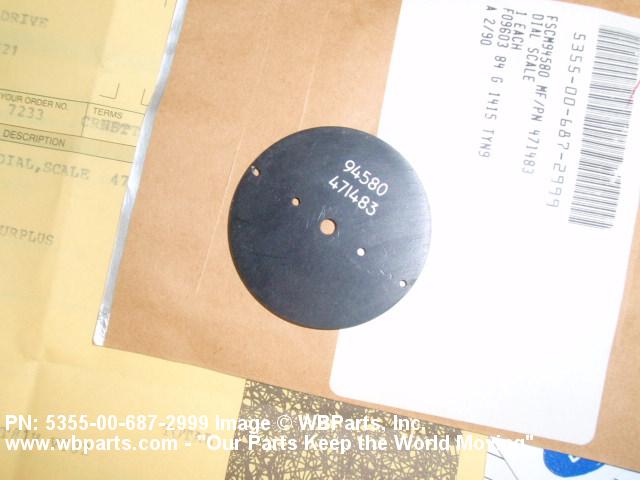 DRIVE
21
YOUR ORDER NO.
7233
TERMS
DESCRIPTION
DIAL,SCALE 47
SURPLUS
94580
471483
5355-00-687-2999
FSCM94580 MF/PN 471483
DIAL SCALE
1 EACH
F09603 84 G 1415 TYN9
A 2/90
PN: 5355-00-687-2999 Image © WBParts, Inc.
www.wbparts.com - "Our Parts Keep the World Moving"